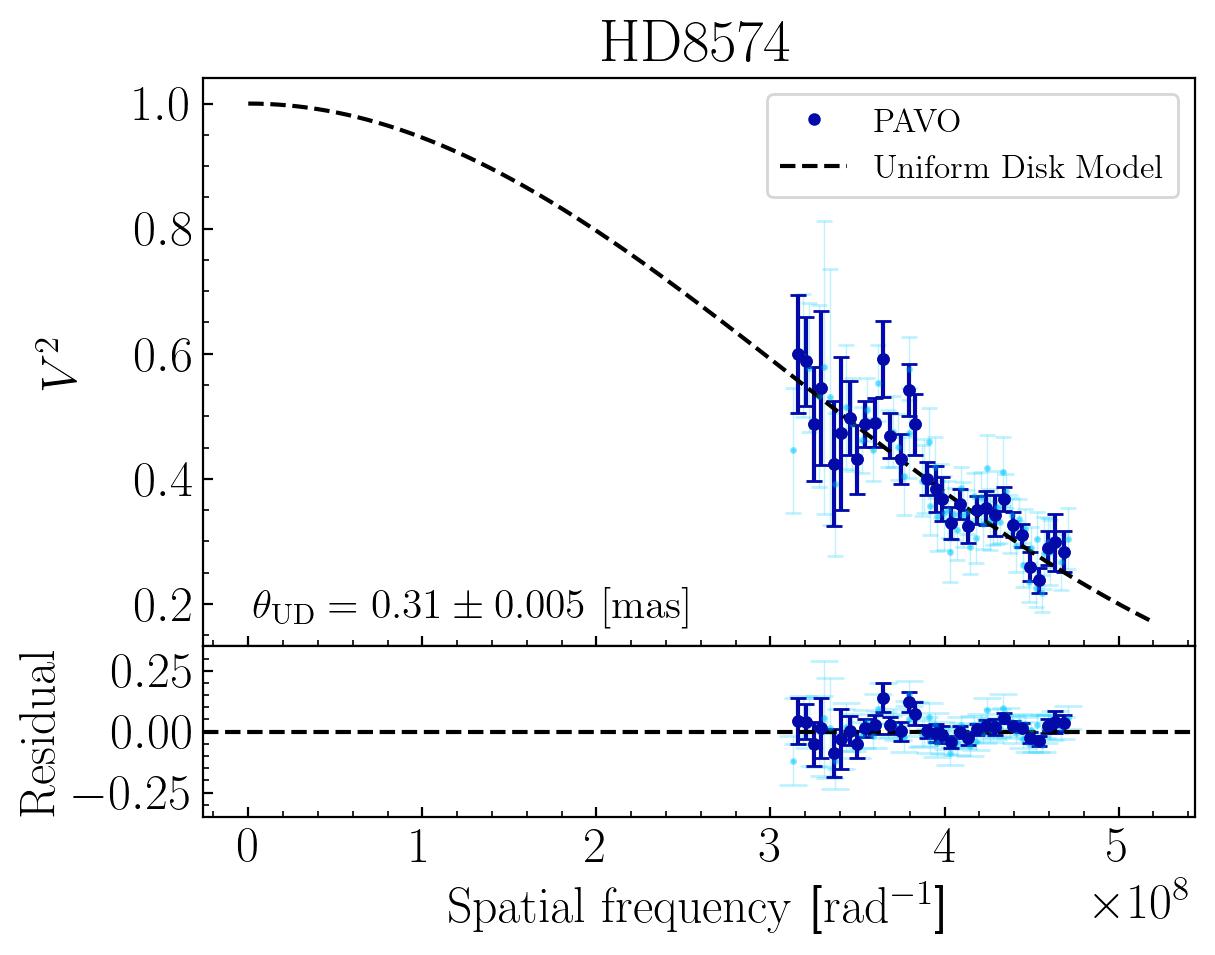 HD8574
1.0
0.8
0.6
0.4
0.2
V²
PAVO
Uniform Disk Model
θ_UD = 0.31 ± 0.005 [mas]
0.25
0.00
−0.25
Residual
0 1 2 3 4 5
×10⁸
Spatial frequency [rad⁻¹]